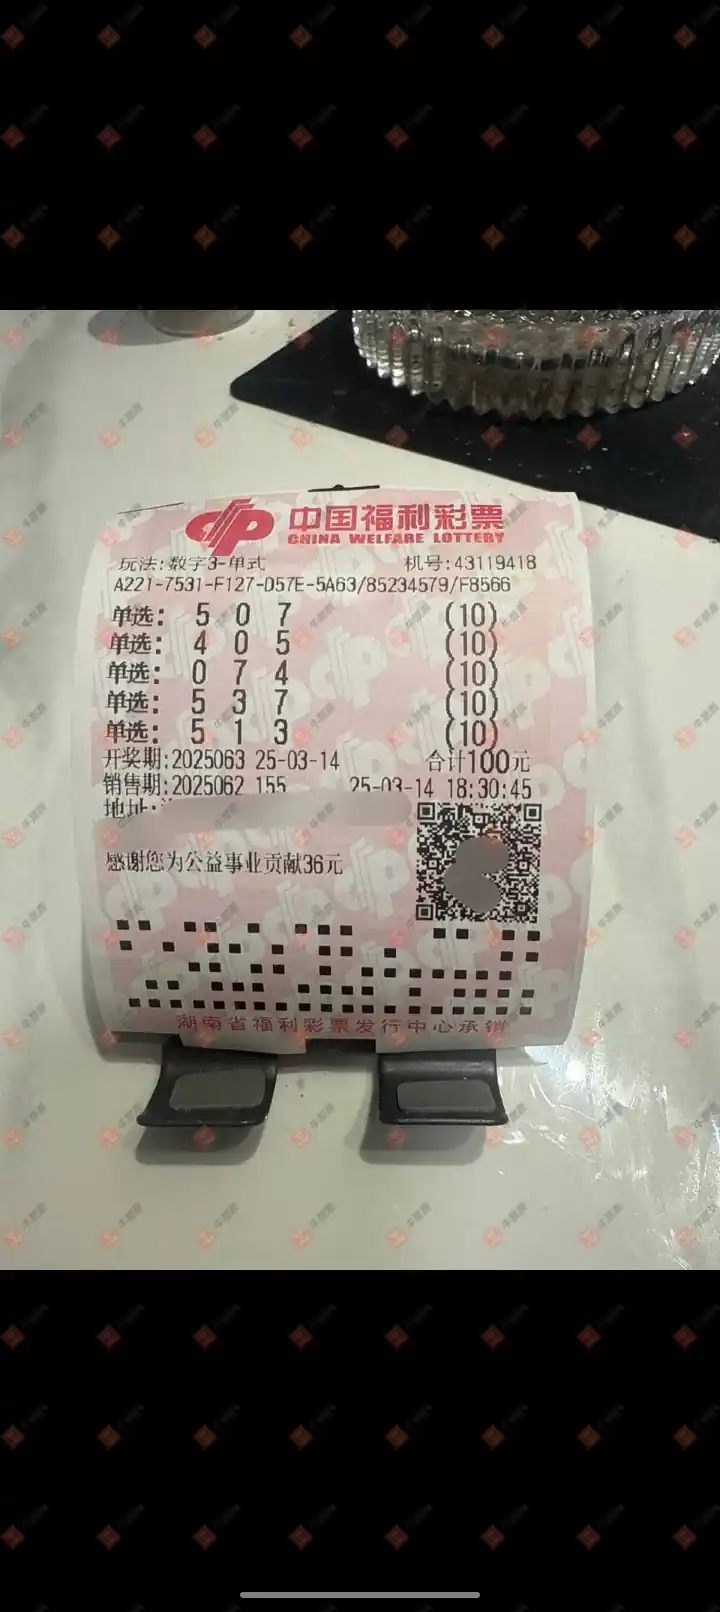 中国福利彩票
CHINA WELFARE LOTTERY
玩法:数字3-单式 机号:43119418
A221-7531-F127-D57E-5A63/85234579/F8566
单选: 5 0 7 (10)
单选: 4 0 5 (10)
单选: 0 7 4 (10)
单选: 5 3 7 (10)
单选: 5 1 3 (10)
开奖期:2025063 25-03-14 合计100元
销售期:2025062 155 25-03-14 18:30:45
地址:
感谢您为公益事业贡献36元
湖南省福利彩票发行中心承销